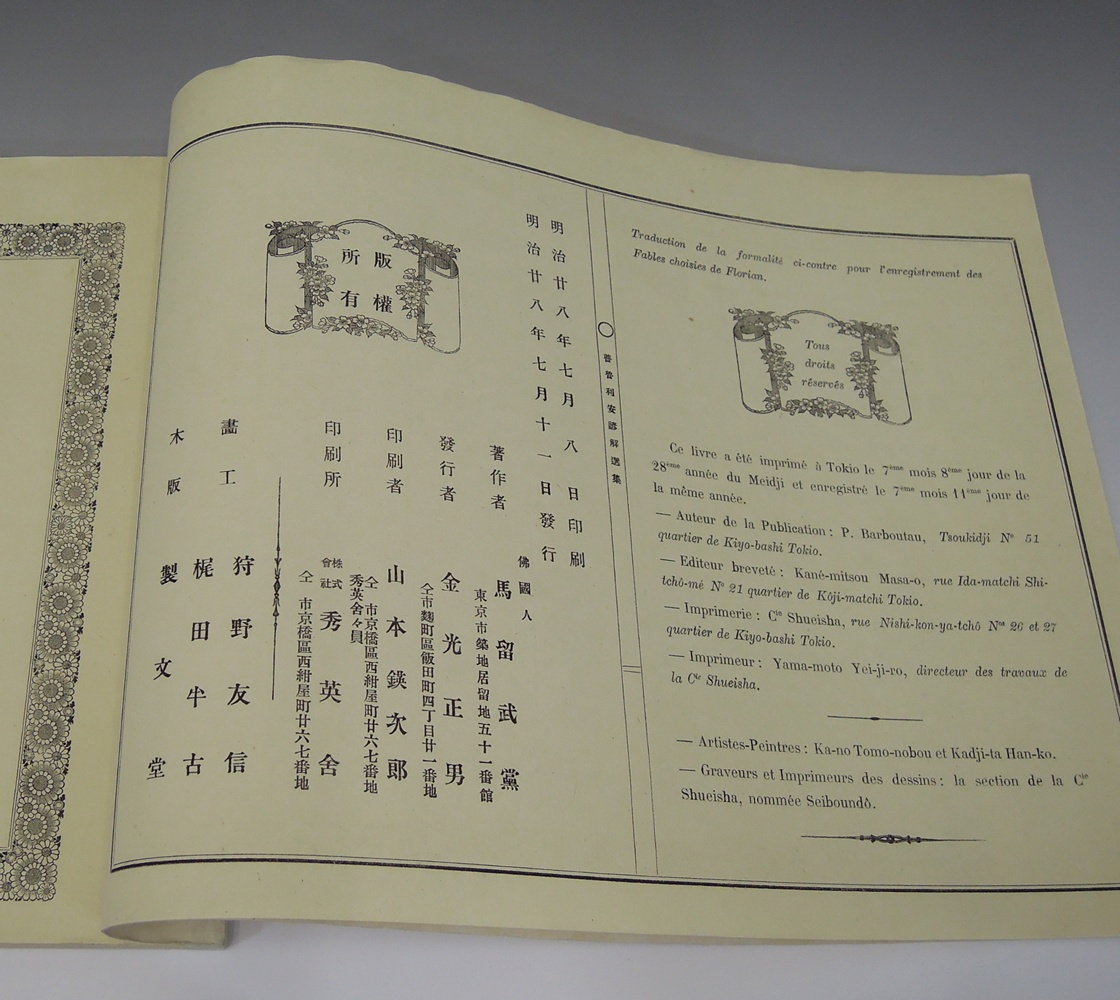 明治廿八年七月八日印刷
明治廿八年七月十一日發行
著作者
佛國人
馬留武黨
東京市築地居留地五十一番館
發行者
金光正男
仝市麴町區飯田町四丁目廿一番地
印刷者
山本鍈次郎
仝市京橋區西紺屋町廿六七番地
秀英舍々員
印刷所
株式
會社
秀英舍
仝市京橋區西紺屋町廿六七番地
版權
所有
畫工
狩野友信
梶田半古
木版
製文堂
利安 解選集
Traduction de la formalité ci-contre pour l'enregistrement des
Fables choisies de Florian.
Tous
droits
réservés
Ce livre a été imprimé à Tokio le 7ème mois 8ème jour de la
28ème année du Meidji et enregistré le 7ème mois 11ème jour de
la même année.
— Auteur de la Publication : P. Barboutau, Tsoukidji No 51
quartier de Kiyo-bashi Tokio.
— Editeur breveté : Kané-mitsou Masa-o, rue Ida-matchi Shi-
tchô-mé No 21 quartier de Kôji-matchi Tokio.
— Imprimerie : Cie Shueisha, rue Nishi-kon-ya-tchô Nos 26 et 27
quartier de Kiyo-bashi Tokio.
— Imprimeur : Yama-moto Yei-ji-ro, directeur des travaux de
la Cie Shueisha.
— Artistes-Peintres : Ka-no Tomo-nobou et Kadji-ta Han-ko.
— Graveurs et Imprimeurs des dessins : la section de la Cie
Shueisha, nommée Seiboundô.